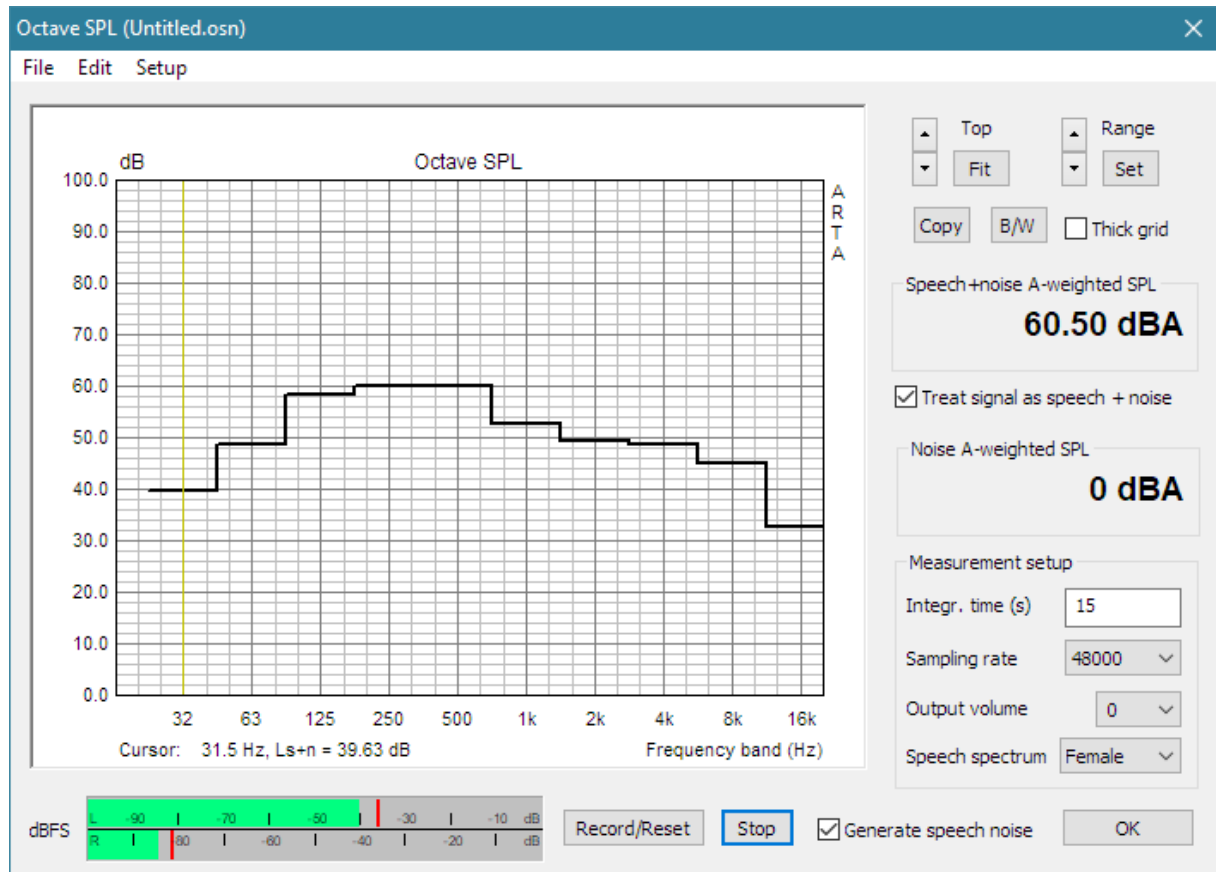 Octave SPL (Untitled.osn)
File Edit Setup
dB Octave SPL
100.0
90.0
80.0
70.0
60.0
50.0
40.0
30.0
20.0
10.0
0.0
32 63 125 250 500 1k 2k 4k 8k 16k
Cursor: 31.5 Hz, Ls+n = 39.63 dB Frequency band (Hz)
A
R
T
A
Top Range
Fit Set
Copy B/W Thick grid
Speech+noise A-weighted SPL
60.50 dBA
Treat signal as speech + noise
Noise A-weighted SPL
0 dBA
Measurement setup
Integr. time (s) 15
Sampling rate 48000
Output volume 0
Speech spectrum Female
dBFS
L -90 -70 -50 -30 -10 dB
R -80 -60 -40 -20 dB
Record/Reset Stop Generate speech noise OK